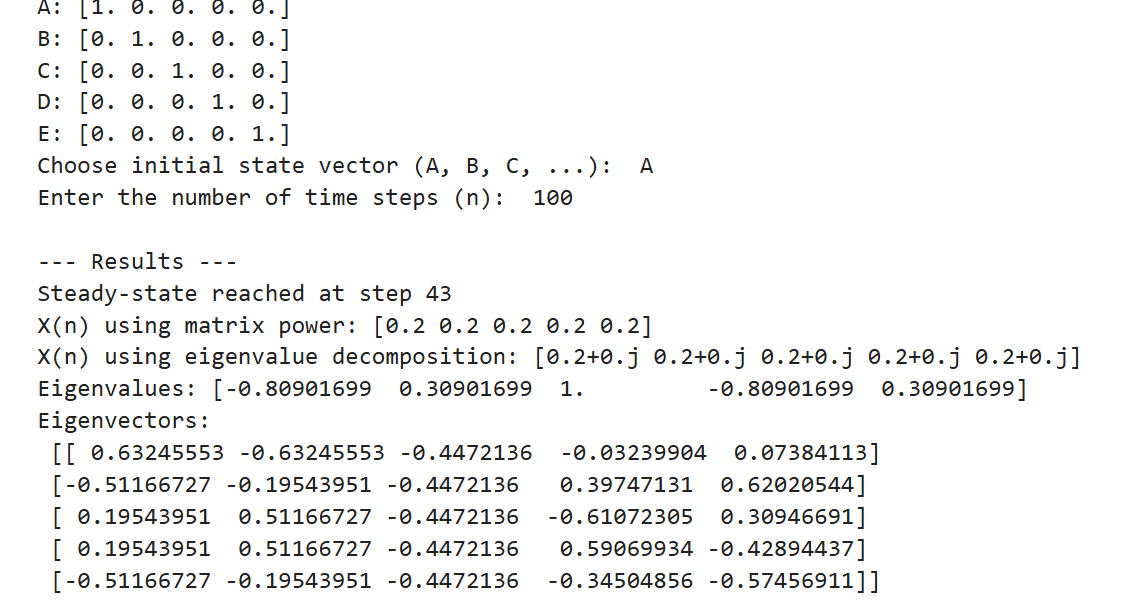 A: [1. 0. 0. 0. 0.]
B: [0. 1. 0. 0. 0.]
C: [0. 0. 1. 0. 0.]
D: [0. 0. 0. 1. 0.]
E: [0. 0. 0. 0. 1.]
Choose initial state vector (A, B, C, ...):  A
Enter the number of time steps (n):  100

--- Results ---
Steady-state reached at step 43
X(n) using matrix power: [0.2 0.2 0.2 0.2 0.2]
X(n) using eigenvalue decomposition: [0.2+0.j 0.2+0.j 0.2+0.j 0.2+0.j 0.2+0.j]
Eigenvalues: [-0.80901699  0.30901699  1.         -0.80901699  0.30901699]
Eigenvectors:
 [[ 0.63245553 -0.63245553 -0.4472136  -0.03239904  0.07384113]
 [-0.51166727 -0.19543951 -0.4472136   0.39747131  0.62020544]
 [ 0.19543951  0.51166727 -0.4472136  -0.61072305  0.30946691]
 [ 0.19543951  0.51166727 -0.4472136   0.59069934 -0.42894437]
 [-0.51166727 -0.19543951 -0.4472136  -0.34504856 -0.57456911]]